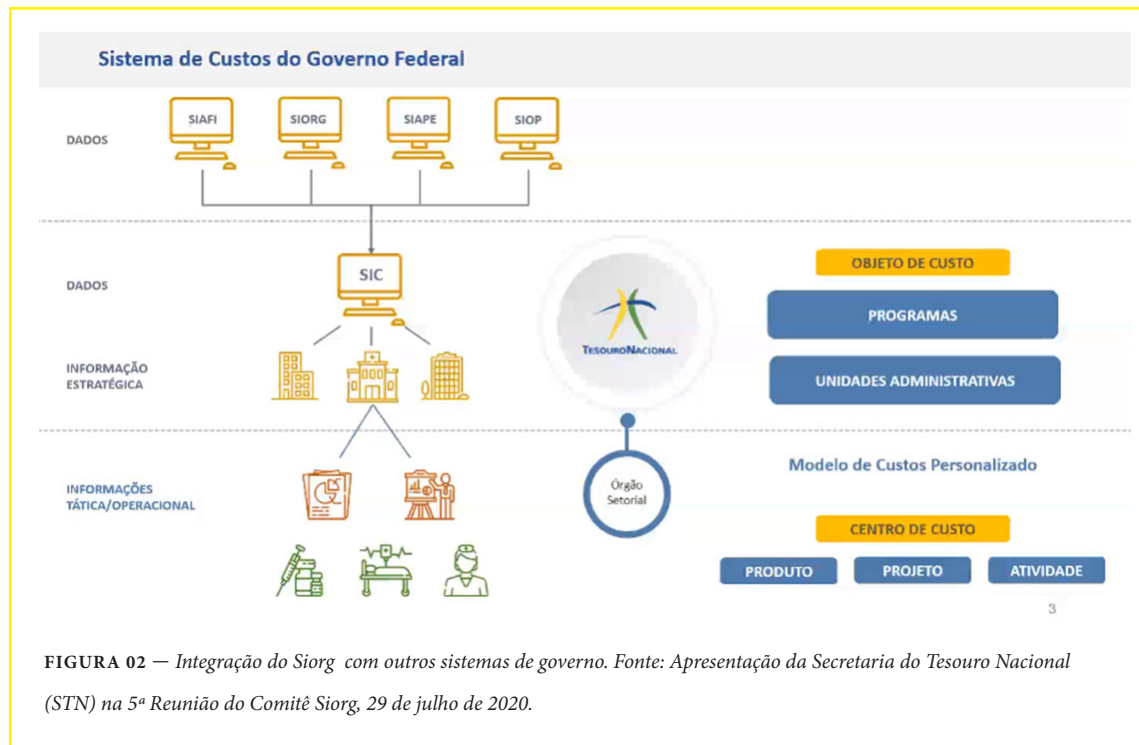 Sistema de Custos do Governo Federal
DADOS
SIAFI
SIORG
SIAPE
SIOP
DADOS
SIC
INFORMAÇÃO
ESTRATÉGICA
TESOURONACIONAL
OBJETO DE CUSTO
PROGRAMAS
UNIDADES ADMINISTRATIVAS
INFORMAÇÕES
TÁTICA/OPERACIONAL
Órgão
Setorial
Modelo de Custos Personalizado
CENTRO DE CUSTO
PRODUTO
PROJETO
ATIVIDADE
3
FIGURA 02 — Integração do Siorg com outros sistemas de governo. Fonte: Apresentação da Secretaria do Tesouro Nacional
(STN) na 5ª Reunião do Comitê Siorg, 29 de julho de 2020.